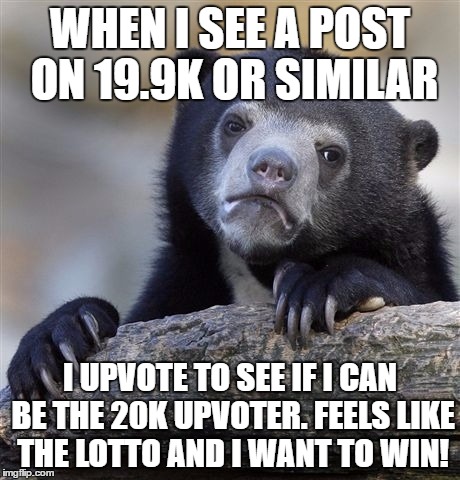 WHEN I SEE A POST
ON 19.9K OR SIMILAR
I UPVOTE TO SEE IF I CAN
BE THE 20K UPVOTER. FEELS LIKE
THE LOTTO AND I WANT TO WIN!
imgflip.com